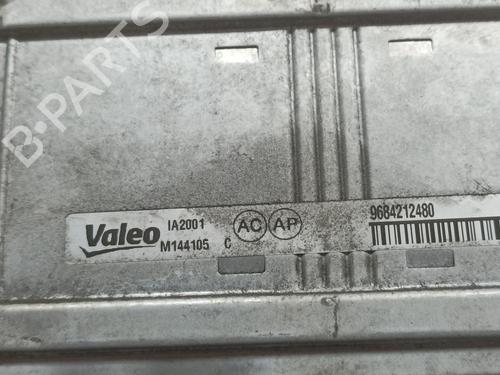 B-PARTS
Valeo
IA2001
M144105 C
AC AP
9684212480